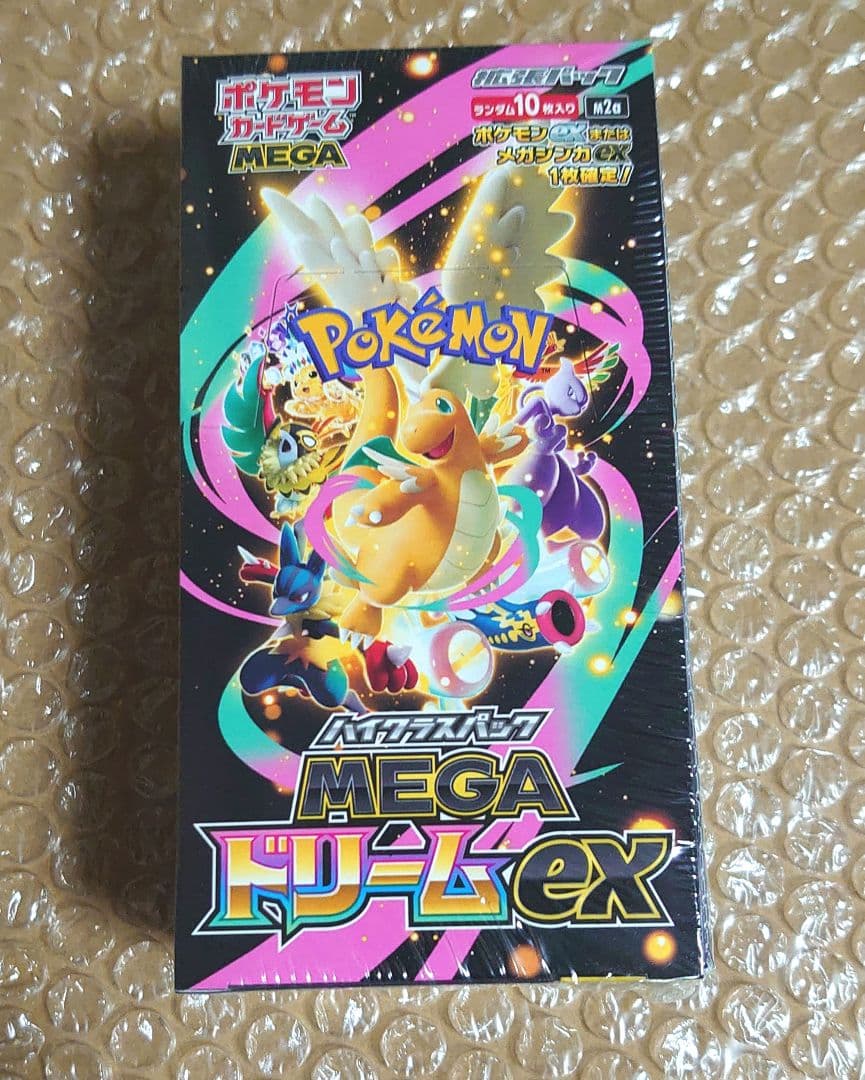 ポケモン
カードゲーム
MEGA
拡張パック
ランダム10枚入り M2a
ポケモンexまたは
メガシンカex
1枚確定!
POKéMON
TM
ハイクラスパック
MEGA
ドリームex